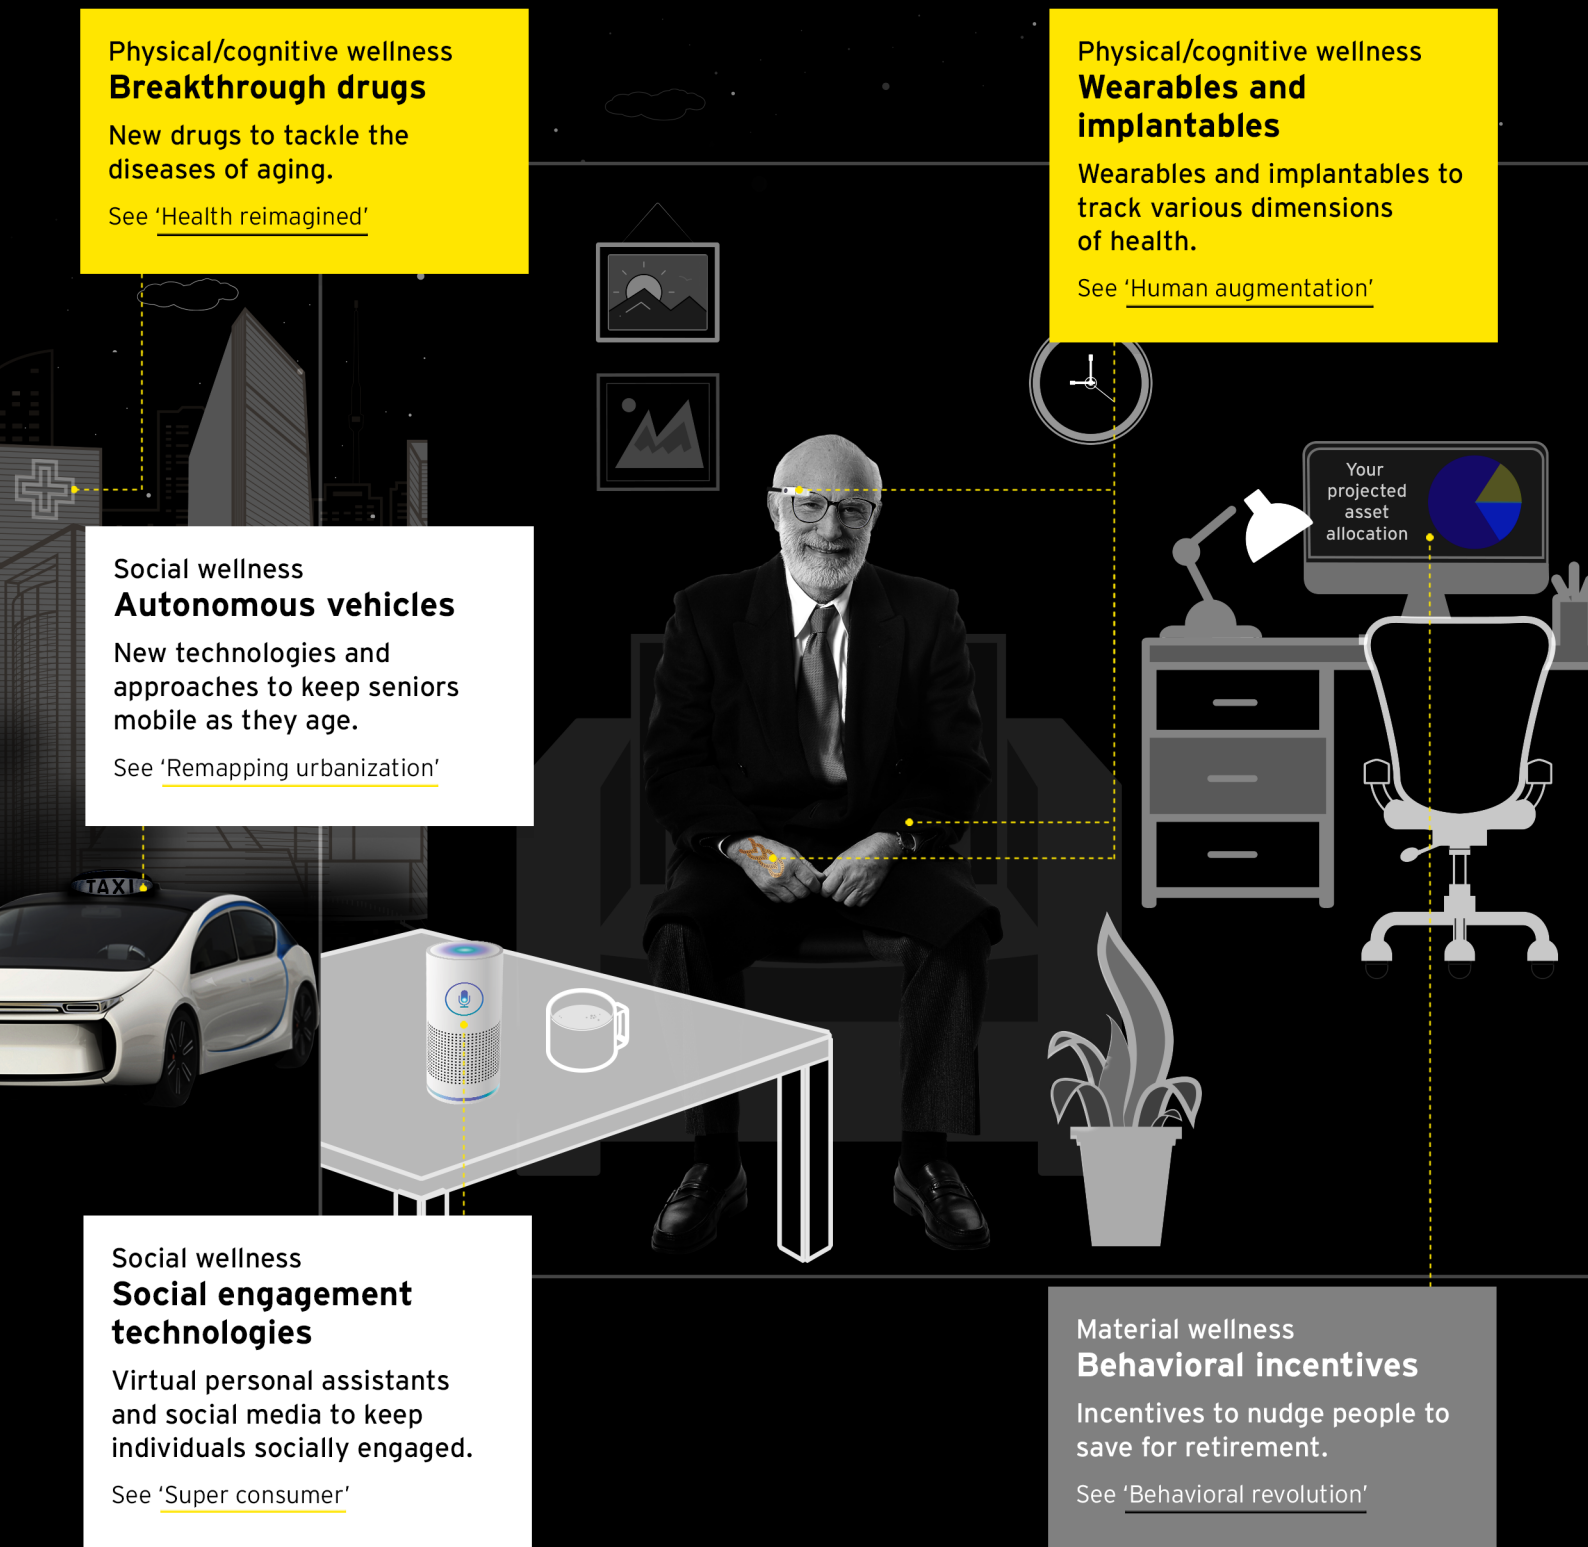 Physical/cognitive wellness
Breakthrough drugs
New drugs to tackle the
diseases of aging.
See ‘Health reimagined’
Physical/cognitive wellness
Wearables and
implantables
Wearables and implantables to
track various dimensions
of health.
See ‘Human augmentation’
Your
projected
asset
allocation
Social wellness
Autonomous vehicles
New technologies and
approaches to keep seniors
mobile as they age.
See ‘Remapping urbanization’
TAXI
Social wellness
Social engagement
technologies
Virtual personal assistants
and social media to keep
individuals socially engaged.
See ‘Super consumer’
Material wellness
Behavioral incentives
Incentives to nudge people to
save for retirement.
See ‘Behavioral revolution’